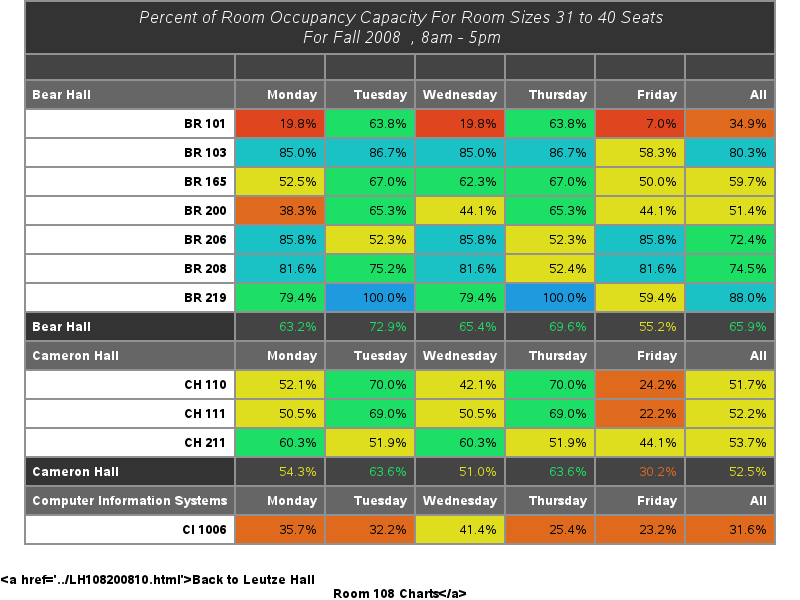 Percent of Room Occupancy Capacity For Room Sizes 31 to 40 Seats
For Fall 2008 , 8am - 5pm
Bear Hall Monday Tuesday Wednesday Thursday Friday All
BR 101 19.8% 63.8% 19.8% 63.8% 7.0% 34.9%
BR 103 85.0% 86.7% 85.0% 86.7% 58.3% 80.3%
BR 165 52.5% 67.0% 62.3% 67.0% 50.0% 59.7%
BR 200 38.3% 65.3% 44.1% 65.3% 44.1% 51.4%
BR 206 85.8% 52.3% 85.8% 52.3% 85.8% 72.4%
BR 208 81.6% 75.2% 81.6% 52.4% 81.6% 74.5%
BR 219 79.4% 100.0% 79.4% 100.0% 59.4% 88.0%
Bear Hall 63.2% 72.9% 65.4% 69.6% 55.2% 65.9%
Cameron Hall Monday Tuesday Wednesday Thursday Friday All
CH 110 52.1% 70.0% 42.1% 70.0% 24.2% 51.7%
CH 111 50.5% 69.0% 50.5% 69.0% 22.2% 52.2%
CH 211 60.3% 51.9% 60.3% 51.9% 44.1% 53.7%
Cameron Hall 54.3% 63.6% 51.0% 63.6% 30.2% 52.5%
Computer Information Systems Monday Tuesday Wednesday Thursday Friday All
CI 1006 35.7% 32.2% 41.4% 25.4% 23.2% 31.6%
<a href='../LH108200810.html'>Back to Leutze Hall
Room 108 Charts</a>